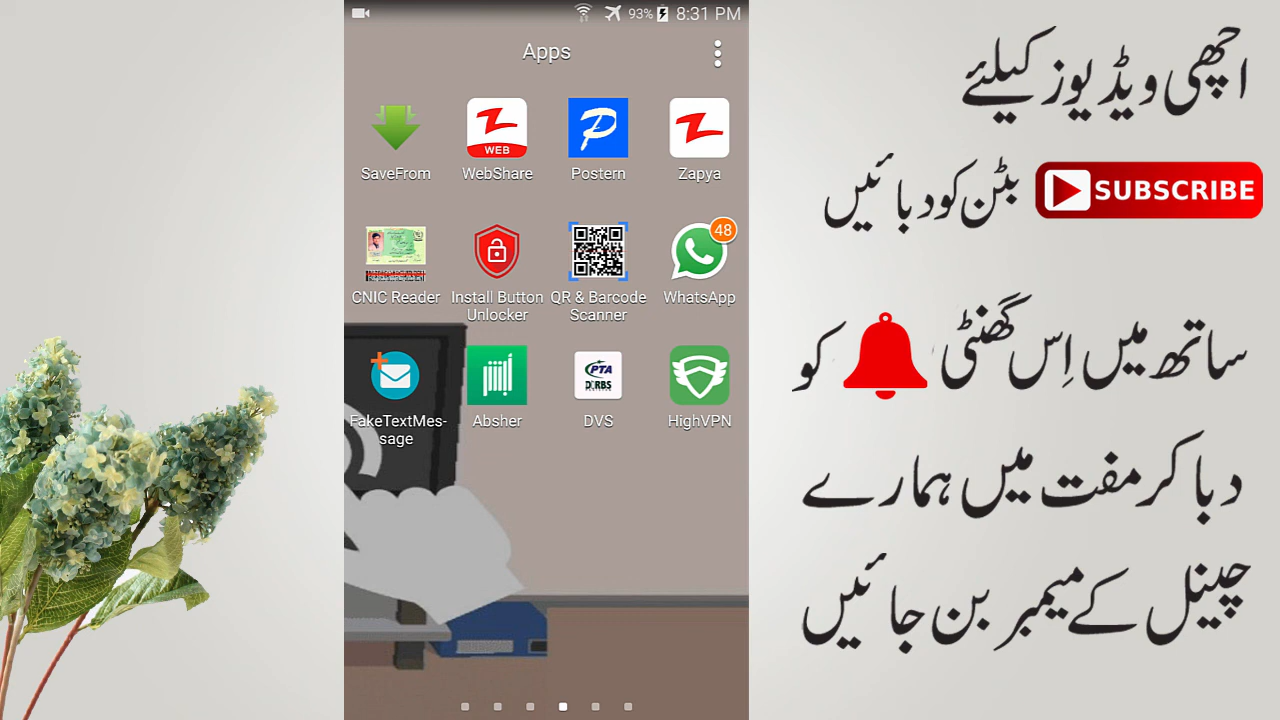 93% 8:31 PM
Apps
SaveFrom
WEB
WebShare
Postern
Zapya
CNIC Reader
Install Button Unlocker
QR & Barcode Scanner
48
WhatsApp
FakeTextMes-
sage
Absher
PTA
DIRBS
DVS
HighVPN
اچھی ویڈیوز کیلئے
SUBSCRIBE بٹن کو دبائیں
ساتھ میں اِس گھنٹی کو
دبا کر مفت میں ہمارے
چینل کے میمبر بن جائیں